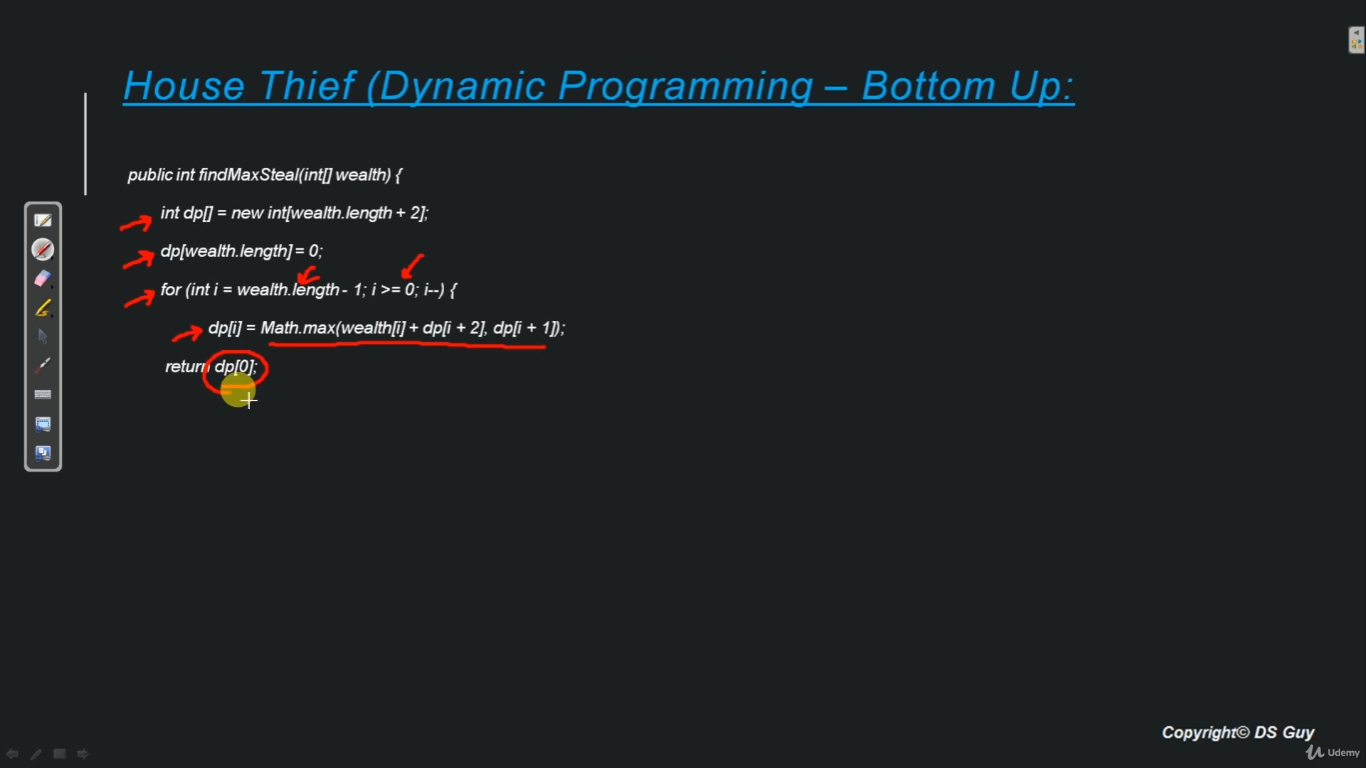 House Thief (Dynamic Programming – Bottom Up:
public int findMaxSteal(int[] wealth) {
int dp[] = new int[wealth.length + 2];
dp[wealth.length] = 0;
for (int i = wealth.length - 1; i >= 0; i--) {
dp[i] = Math.max(wealth[i] + dp[i + 2], dp[i + 1]);
return dp[0];
Copyright© DS Guy
Udemy